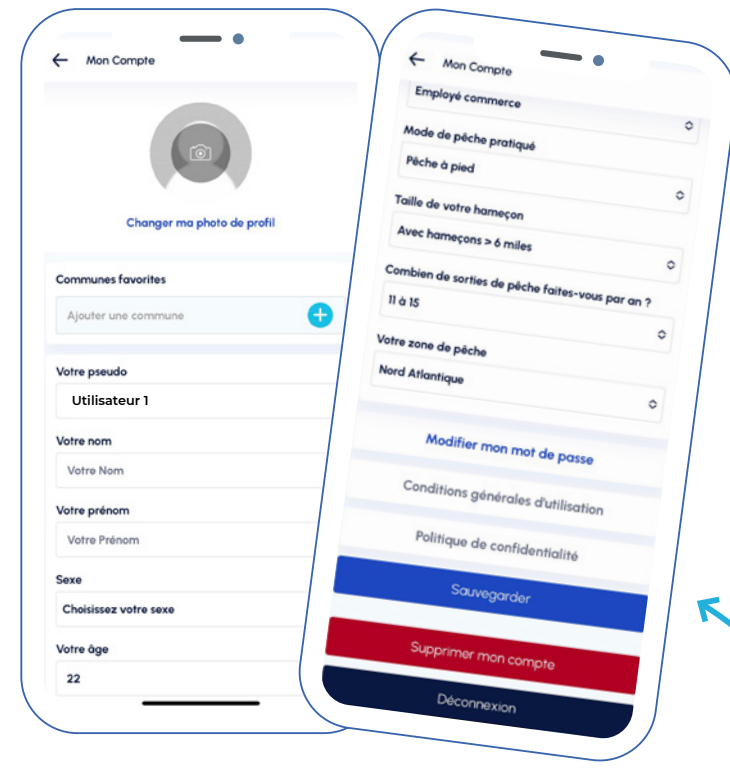 Mon Compte
Changer ma photo de profil
Communes favorites
Ajouter une commune
Votre pseudo
Utilisateur 1
Votre nom
Votre Nom
Votre prénom
Votre Prénom
Sexe
Choisissez votre sexe
Votre âge
22
Mon Compte
Employé commerce
Mode de pêche pratiqué
Pêche à pied
Taille de votre hameçon
Avec hameçons > 6 miles
Combien de sorties de pêche faites-vous par an ?
11 à 15
Votre zone de pêche
Nord Atlantique
Modifier mon mot de passe
Conditions générales d'utilisation
Politique de confidentialité
Sauvegarder
Supprimer mon compte
Déconnexion